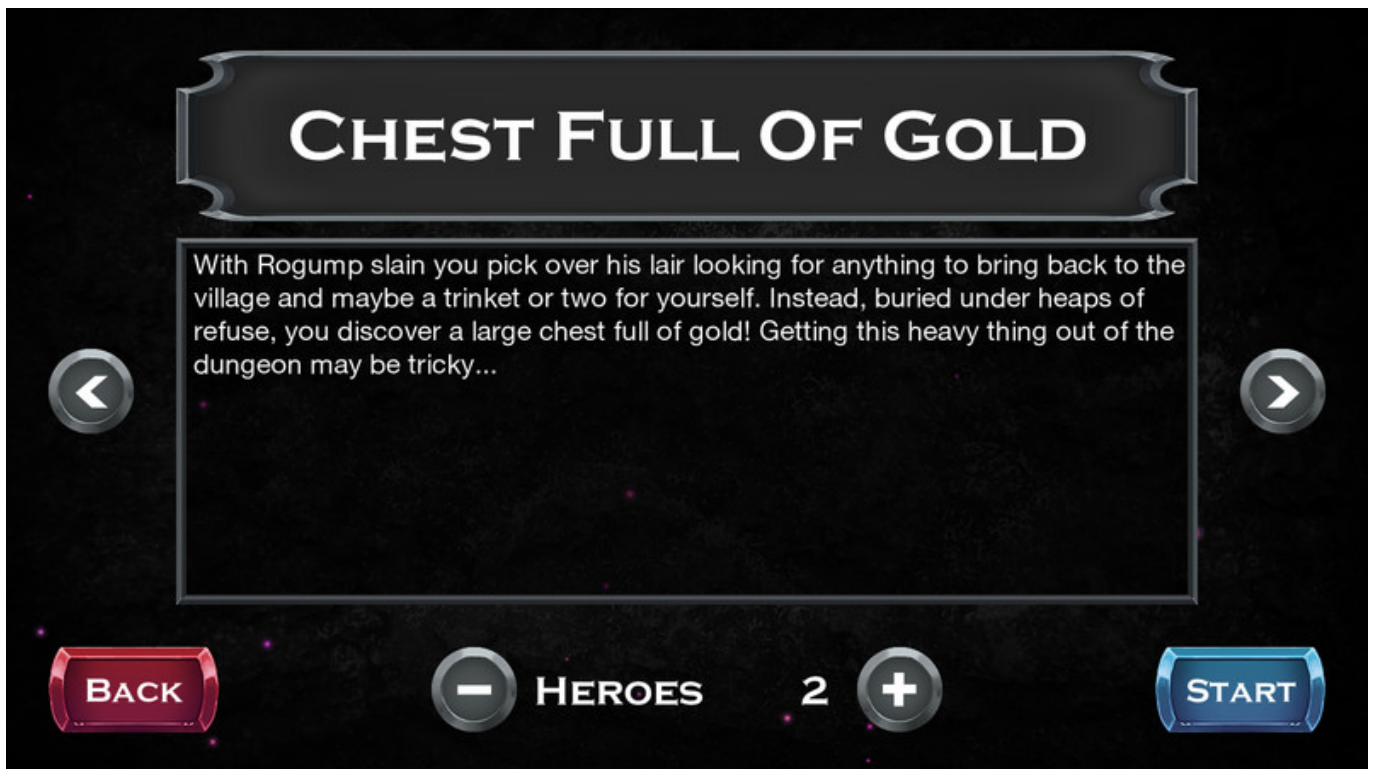 Chest Full Of Gold
With Rogump slain you pick over his lair looking for anything to bring back to the
village and maybe a trinket or two for yourself. Instead, buried under heaps of
refuse, you discover a large chest full of gold! Getting this heavy thing out of the
dungeon may be tricky...
Back
Heroes 2
Start